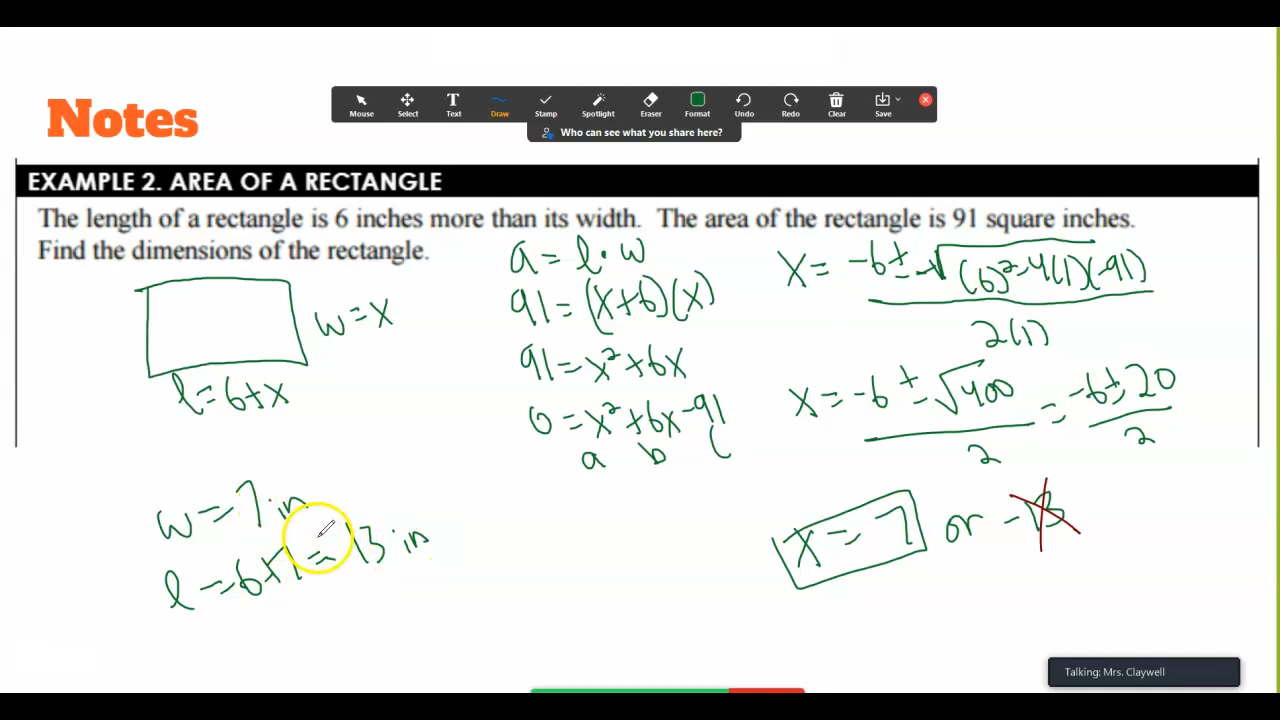 Notes
Mouse Select Text Draw Stamp Spotlight Eraser Format Undo Redo Clear Save
Who can see what you share here?
EXAMPLE 2. AREA OF A RECTANGLE
The length of a rectangle is 6 inches more than its width. The area of the rectangle is 91 square inches.
Find the dimensions of the rectangle.
w=x
l=6+x
a=l·w
91=(x+6)(x)
91=x²+6x
0=x²+6x-91
a b c
x= -6±√(6)²-4(1)(-91)
2(1)
x= -6±√400 = -6±20
2 2
x=7 or -13
w=7 in
l=6+7=13 in
Talking: Mrs. Claywell